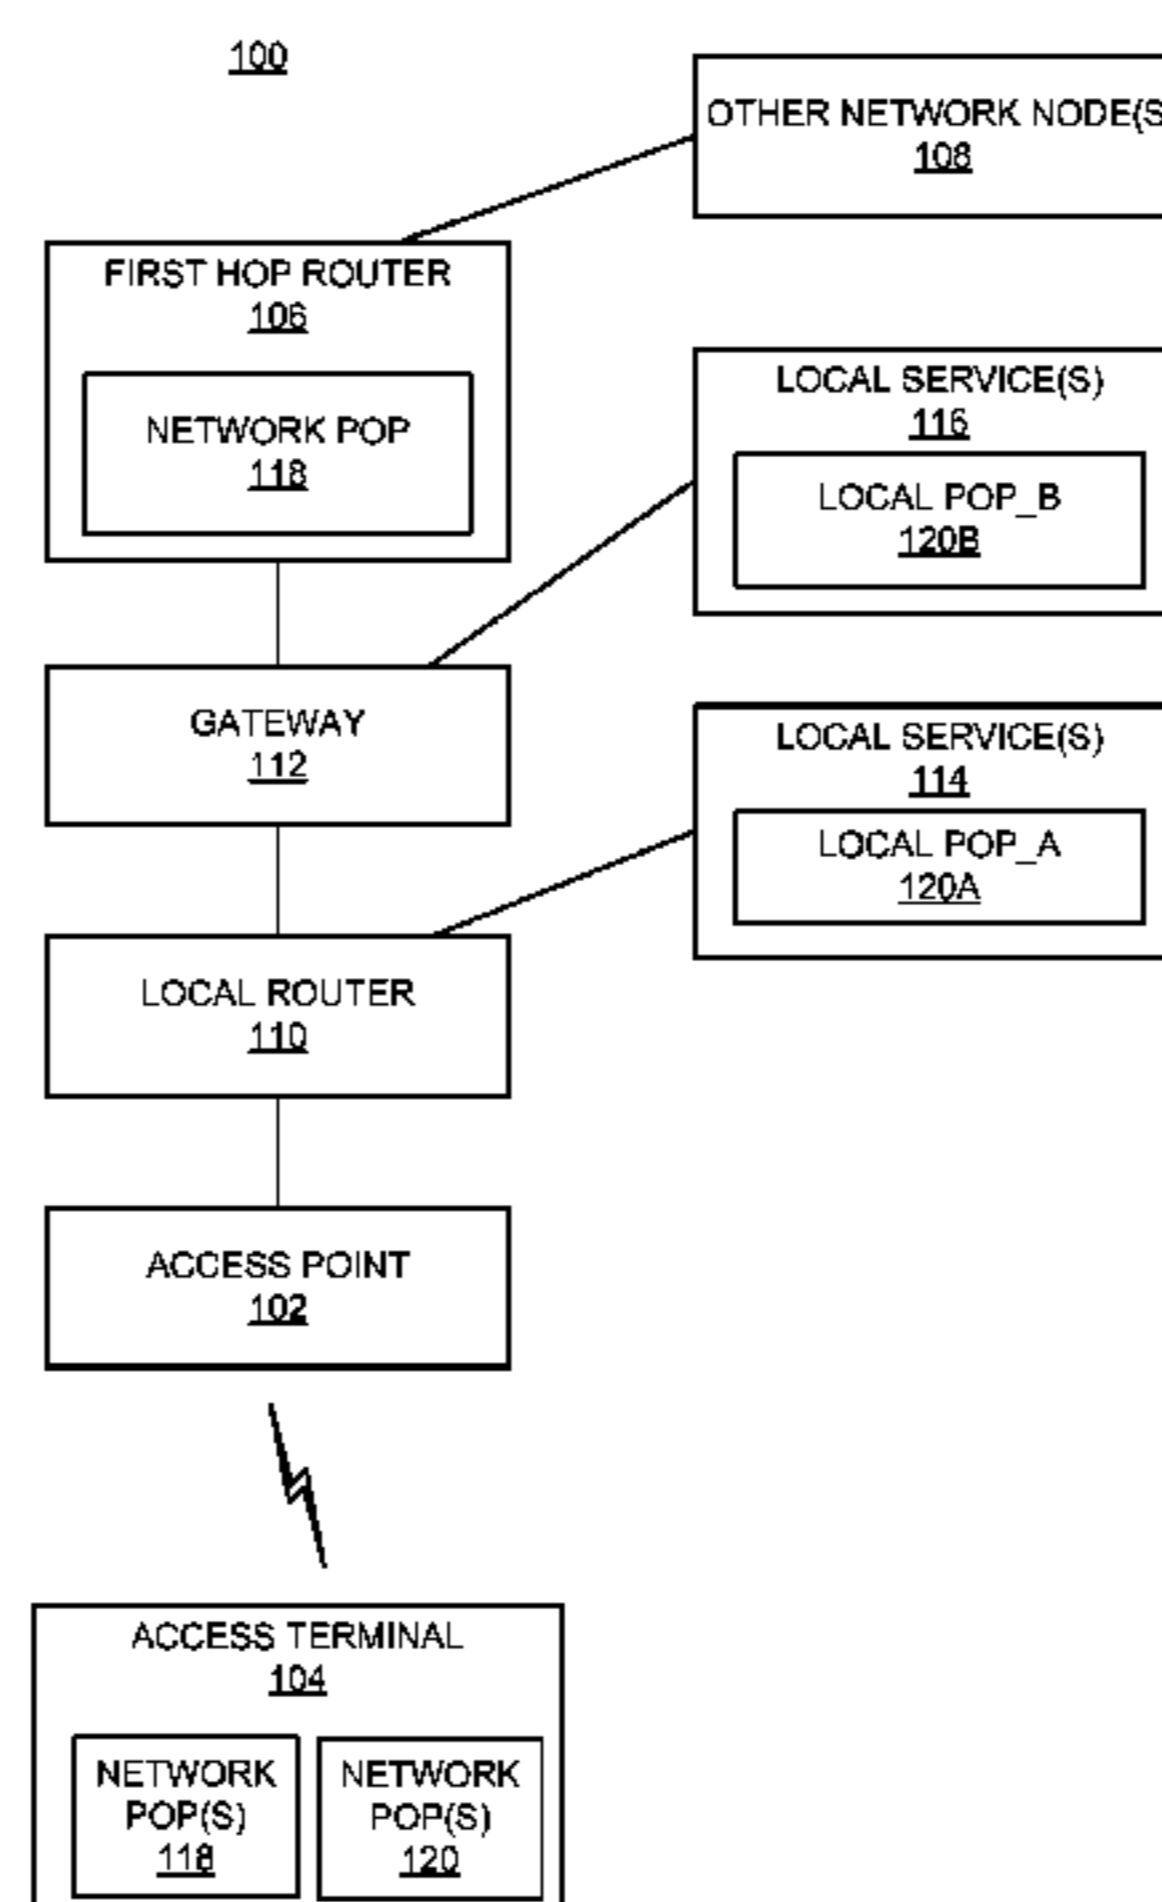 100
OTHER NETWORK NODE(S
108
FIRST HOP ROUTER
106
NETWORK POP
118
LOCAL SERVICE(S)
116
LOCAL POP_B
120B
GATEWAY
112
LOCAL SERVICE(S)
114
LOCAL POP_A
120A
LOCAL ROUTER
110
ACCESS POINT
102
ACCESS TERMINAL
104
NETWORK
POP(S)
118
NETWORK
POP(S)
120